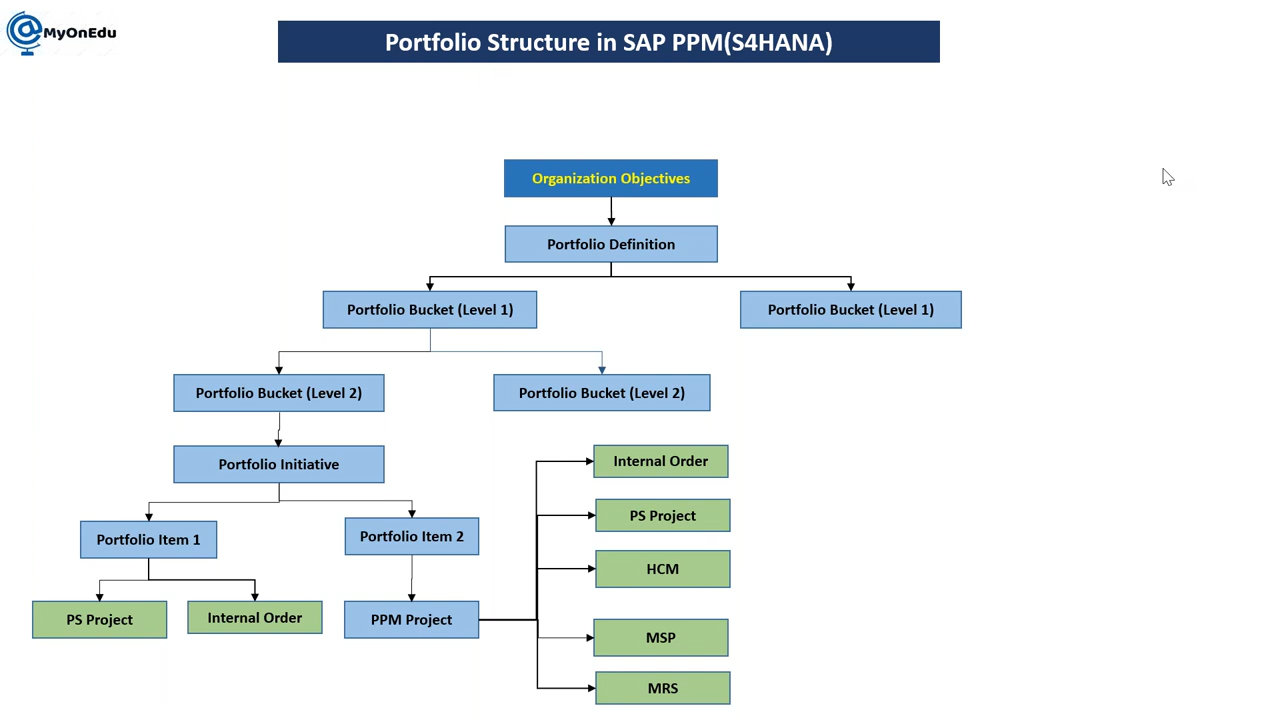 @MyOnEdu
Portfolio Structure in SAP PPM(S4HANA)
Organization Objectives
Portfolio Definition
Portfolio Bucket (Level 1)
Portfolio Bucket (Level 1)
Portfolio Bucket (Level 2)
Portfolio Bucket (Level 2)
Portfolio Initiative
Internal Order
PS Project
Portfolio Item 1
Portfolio Item 2
HCM
PS Project
Internal Order
PPM Project
MSP
MRS